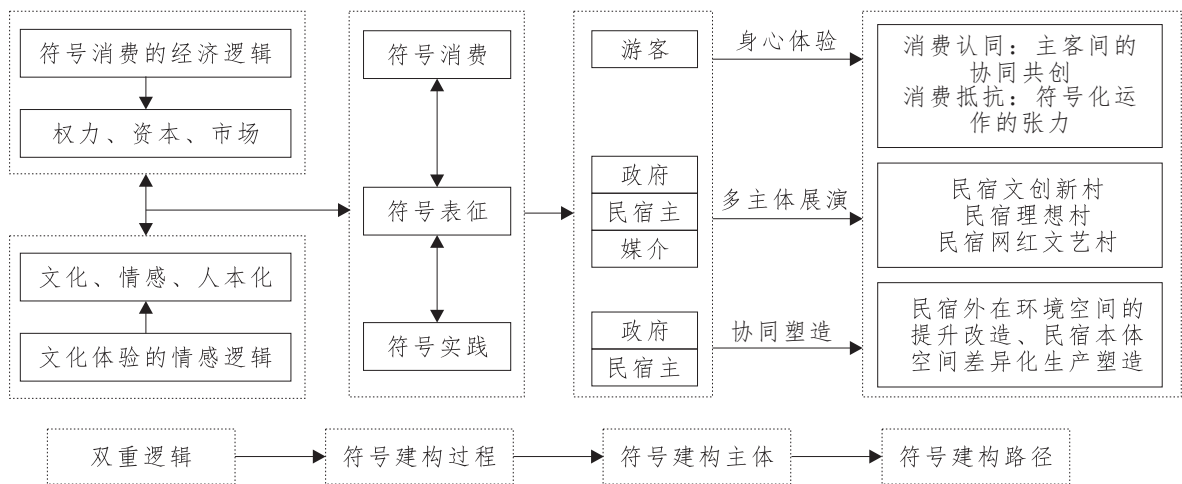 符号消费的经济逻辑
权力、资本、市场
文化、情感、人本化
文化体验的情感逻辑
符号消费
符号表征
符号实践
游客
政府
民宿主
媒介
政府
民宿主
身心体验
多主体展演
协同塑造
消费认同：主客间的
协同共创
消费抵抗：符号化运
作的张力
民宿文创新村
民宿理想村
民宿网红文艺村
民宿外在环境空间的
提升改造、民宿本体
空间差异化生产塑造
双重逻辑
符号建构过程
符号建构主体
符号建构路径